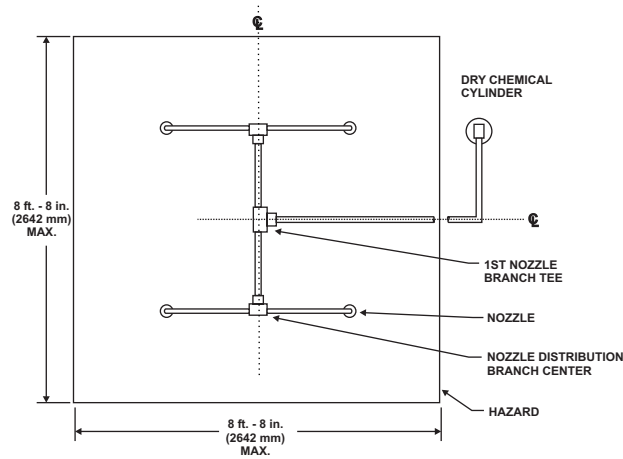 ℄
DRY CHEMICAL
CYLINDER
8 ft. - 8 in.
(2642 mm)
MAX.
℄
1ST NOZZLE
BRANCH TEE
NOZZLE
NOZZLE DISTRIBUTION
BRANCH CENTER
HAZARD
8 ft. - 8 in.
(2642 mm)
MAX.